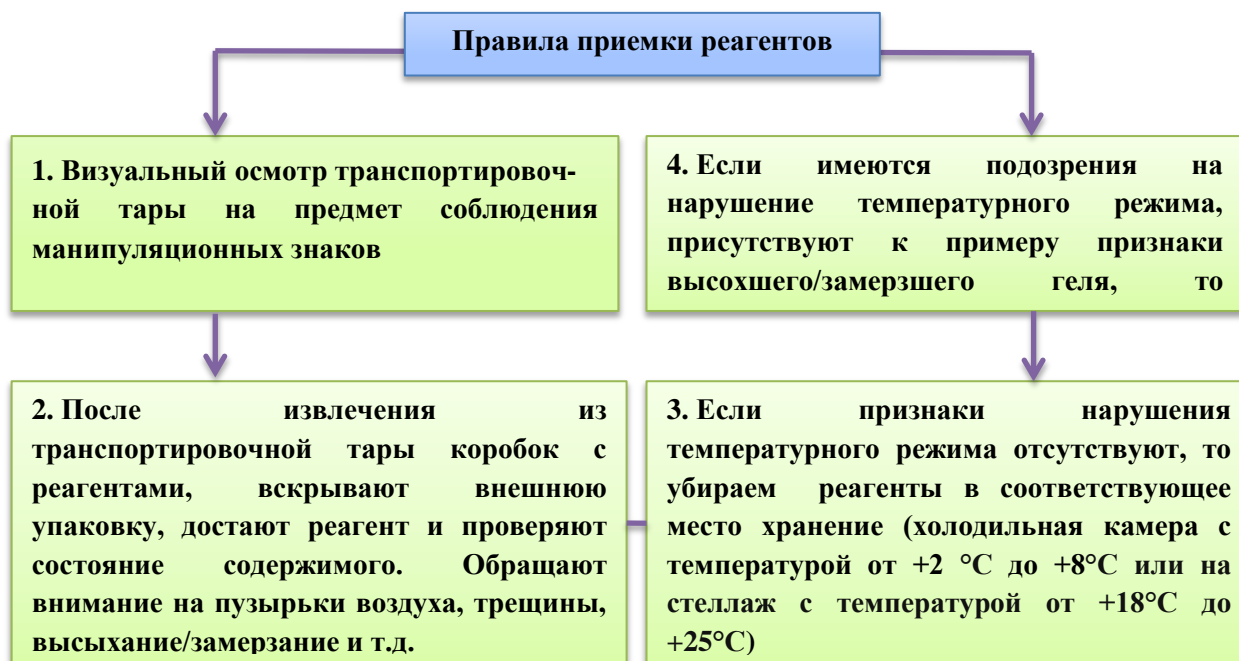 Правила приемки реагентов
1. Визуальный осмотр транспортировоч-
ной тары на предмет соблюдения
манипуляционных знаков
2. После извлечения из
транспортировочной тары коробок с
реагентами, вскрывают внешнюю
упаковку, достают реагент и проверяют
состояние содержимого. Обращают
внимание на пузырьки воздуха, трещины,
высыхание/замерзание и т.д.
3. Если признаки нарушения
температурного режима отсутствуют, то
убираем реагенты в соответствующее
место хранение (холодильная камера с
температурой от +2 °С до +8°С или на
стеллаж с температурой от +18°С до
+25°С)
4. Если имеются подозрения на
нарушение температурного режима,
присутствуют к примеру признаки
высохшего/замерзшего геля, то